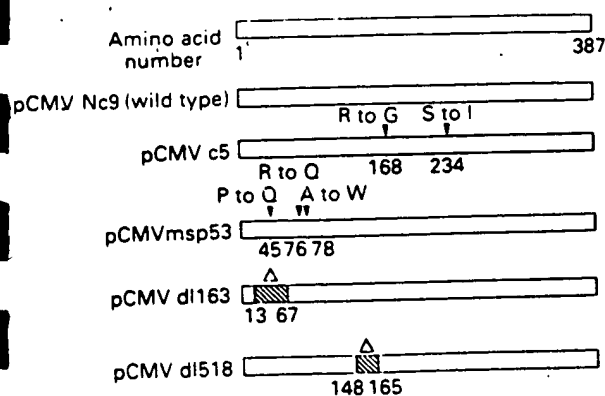 Amino acid
number
1
387
pCMV Nc9 (wild type)
R to G S to I
pCMV c5
168 234
R to Q
P to Q A to W
pCMVmsp53
45 76 78
Δ
pCMV dl163
13 67
Δ
pCMV dl518
148 165